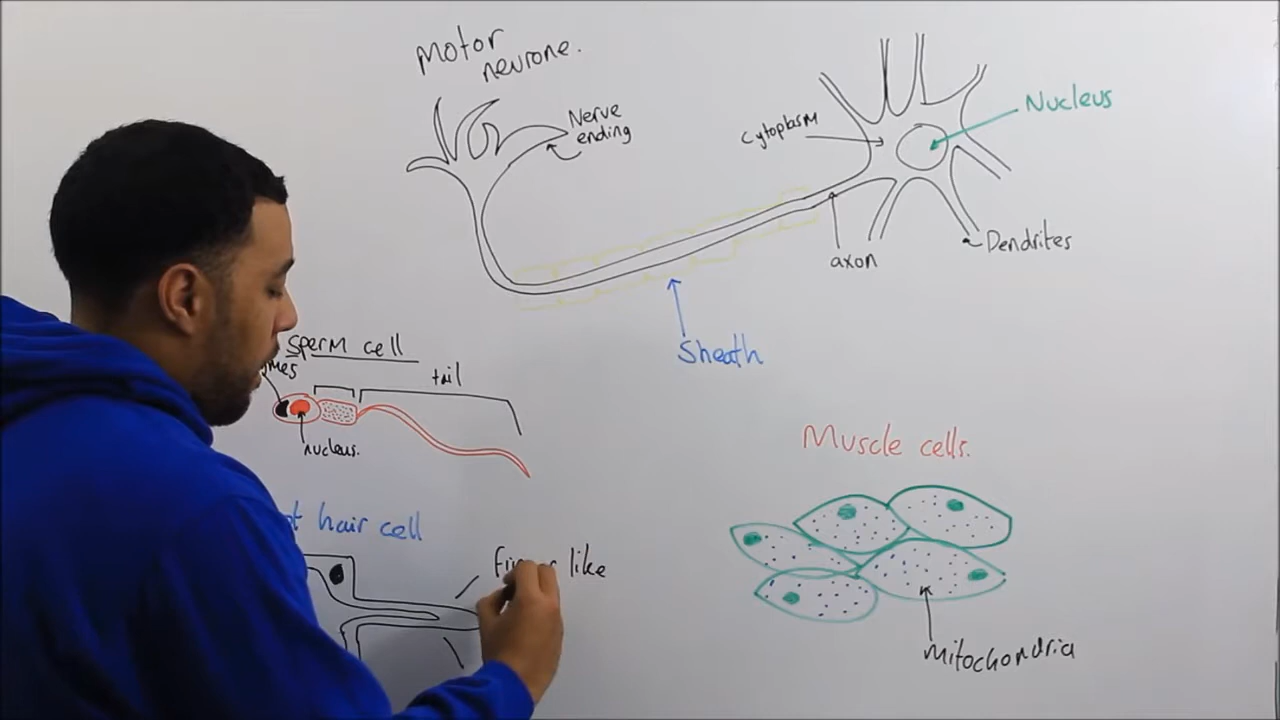 Motor
neurone.
Nerve
ending
Cytoplasm
Nucleus
axon
Dendrites
Sheath
Sperm cell
tail
nucleus.
Muscle cells.
hair cell
like
Mitochondria